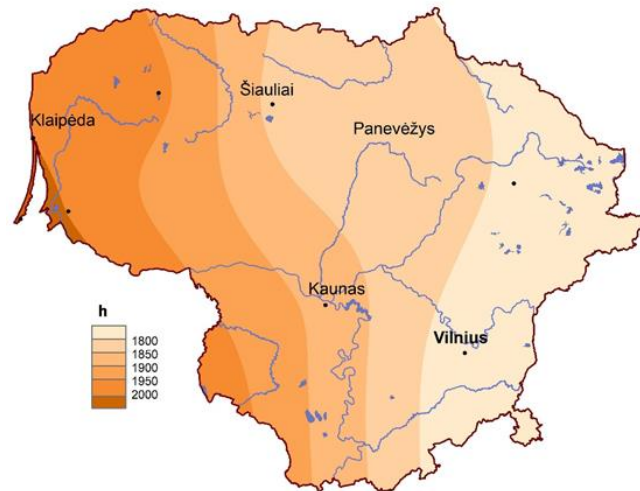 Šiauliai
Klaipėda
Panevėžys
Kaunas
Vilnius
h
1800
1850
1900
1950
2000